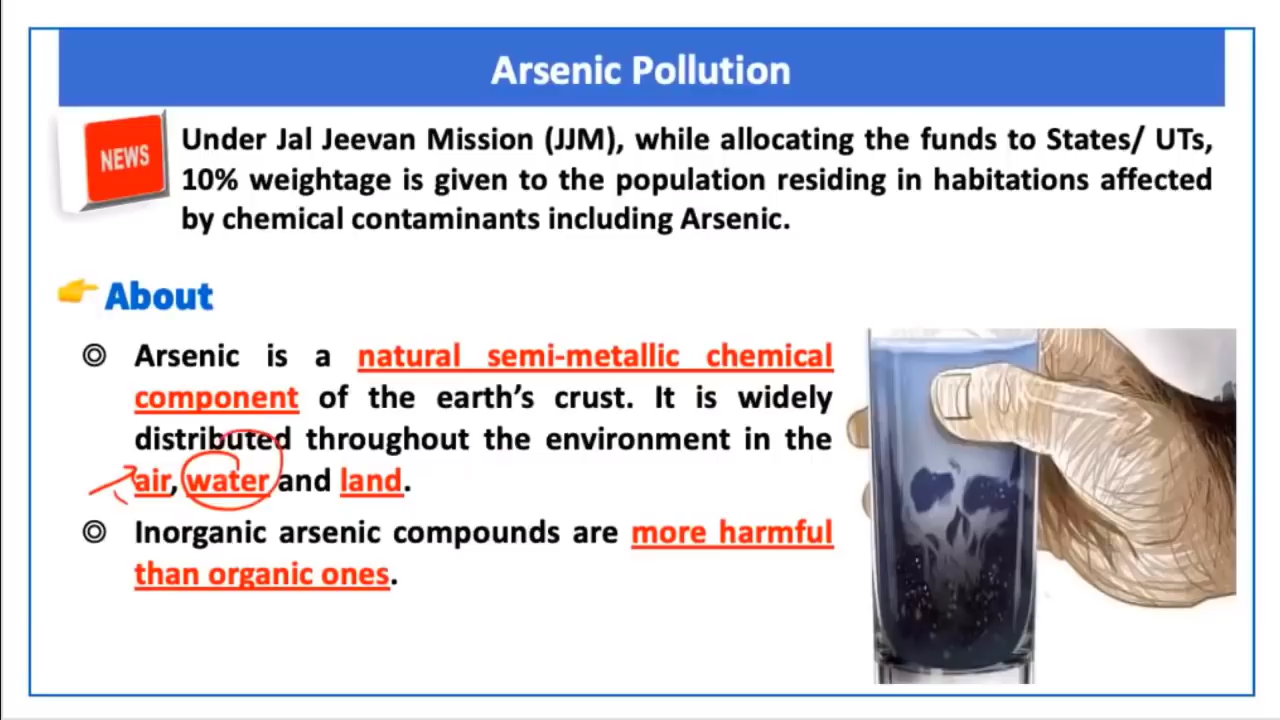 Arsenic Pollution
NEWS
Under Jal Jeevan Mission (JJM), while allocating the funds to States/ UTs,
10% weightage is given to the population residing in habitations affected
by chemical contaminants including Arsenic.
About
Arsenic is a natural semi-metallic chemical
component of the earth's crust. It is widely
distributed throughout the environment in the
air, water and land.
Inorganic arsenic compounds are more harmful
than organic ones.